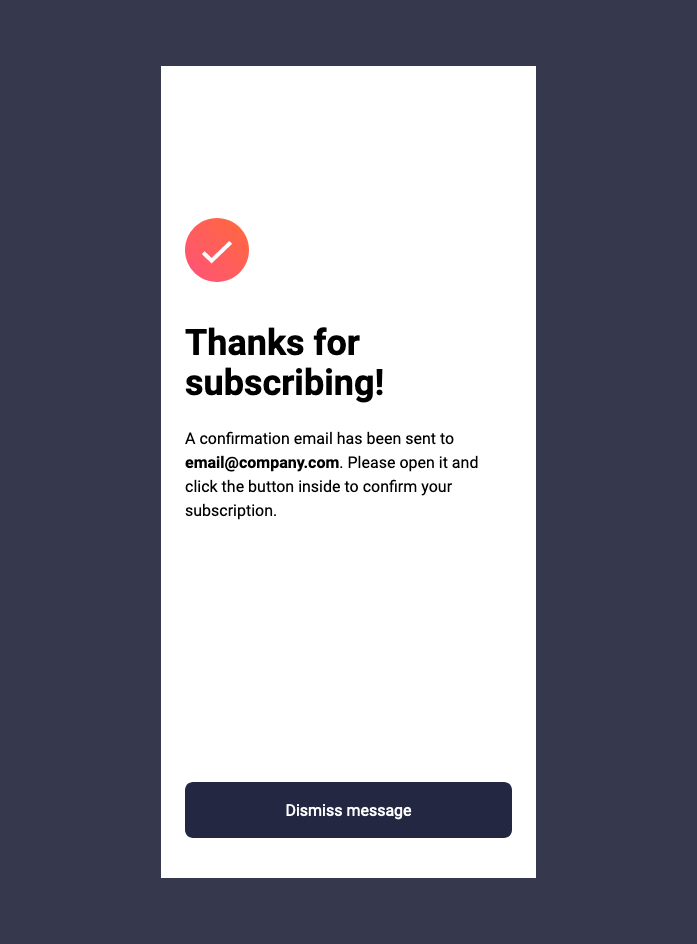 Thanks for
subscribing!
A confirmation email has been sent to
email@company.com. Please open it and
click the button inside to confirm your
subscription.
Dismiss message